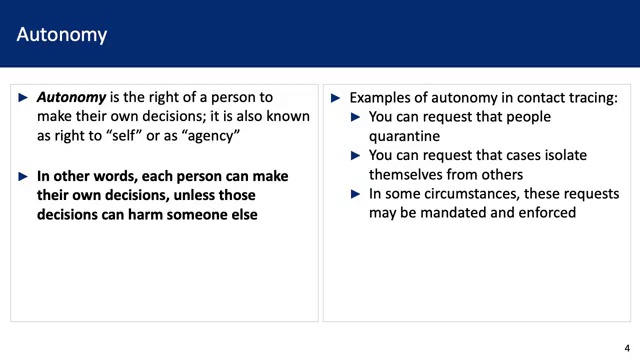 Autonomy
► Autonomy is the right of a person to
make their own decisions; it is also known
as right to “self” or as “agency”
► In other words, each person can make
their own decisions, unless those
decisions can harm someone else
► Examples of autonomy in contact tracing:
► You can request that people
quarantine
► You can request that cases isolate
themselves from others
► In some circumstances, these requests
may be mandated and enforced
4